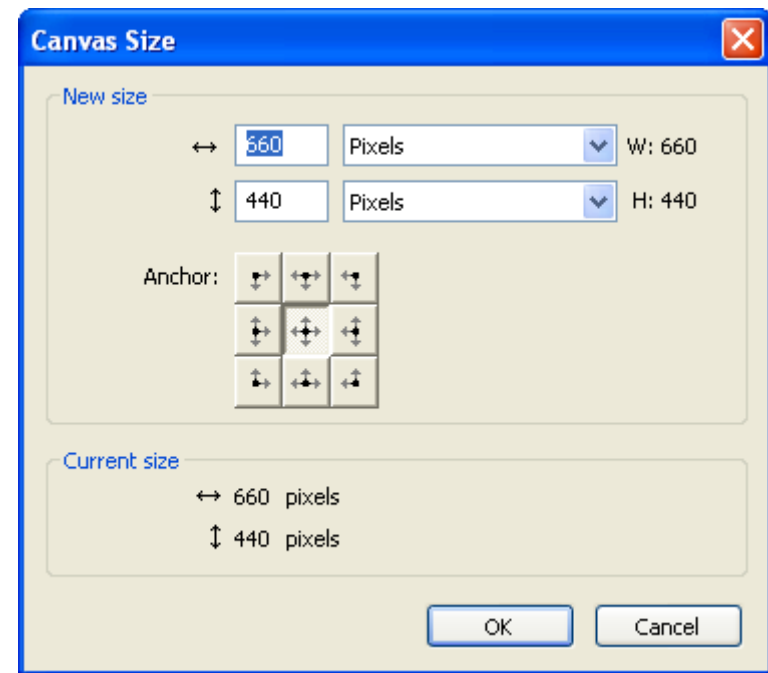 Canvas Size
New size
↔ 660 Pixels W: 660
↕ 440 Pixels H: 440
Anchor:
Current size
↔ 660 pixels
↕ 440 pixels
OK Cancel